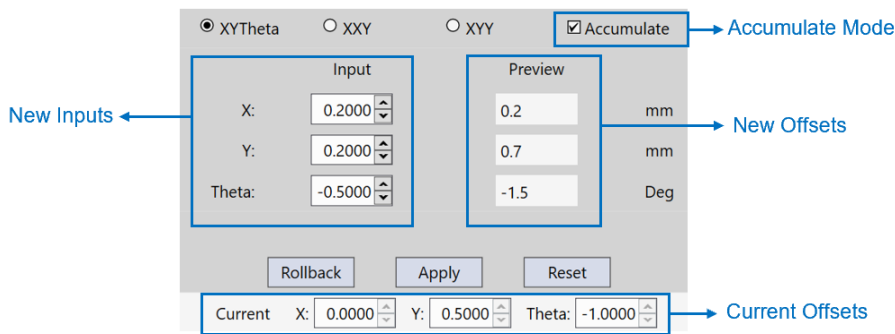 XYTheta XXY XYY Accumulate Accumulate Mode
Input Preview
X: 0.2000 0.2 mm
New Inputs New Offsets
Y: 0.2000 0.7 mm
Theta: -0.5000 -1.5 Deg
Rollback Apply Reset
Current X: 0.0000 Y: 0.5000 Theta: -1.0000 Current Offsets